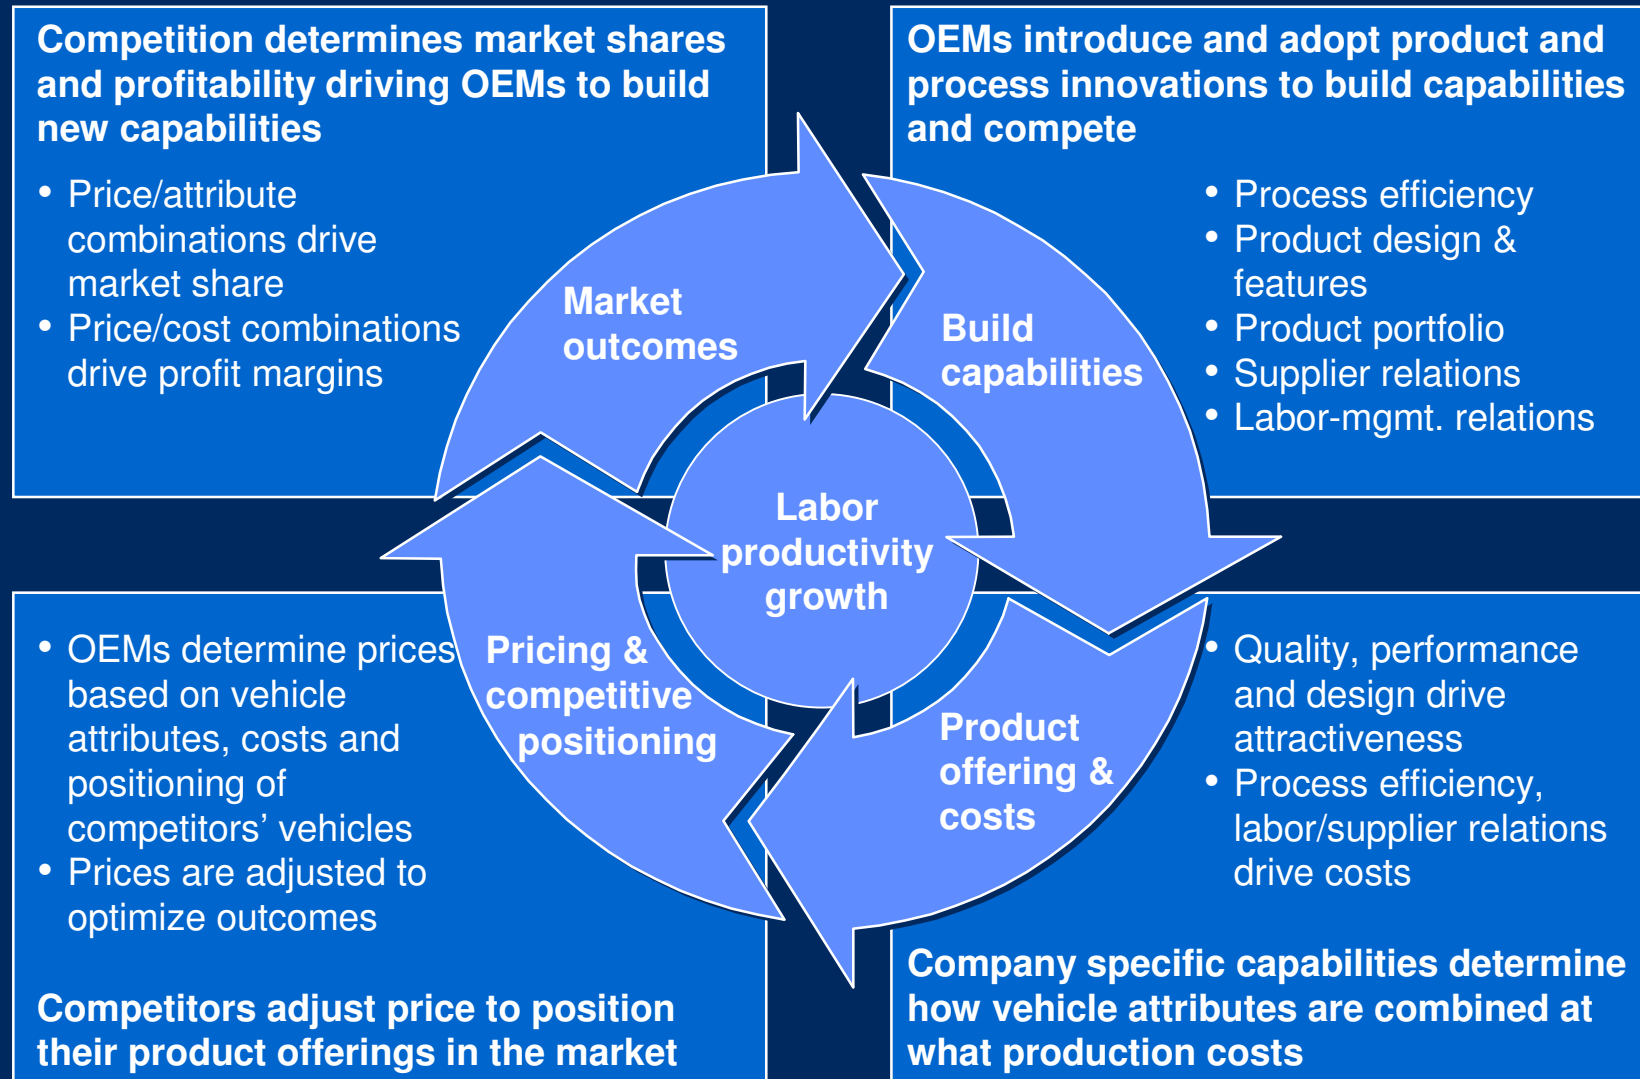 Competition determines market shares
and profitability driving OEMs to build
new capabilities
• Price/attribute
combinations drive
market share
• Price/cost combinations
drive profit margins
OEMs introduce and adopt product and
process innovations to build capabilities
and compete
• Process efficiency
• Product design &
features
• Product portfolio
• Supplier relations
• Labor-mgmt. relations
Market
outcomes
Build
capabilities
Labor
productivity
growth
Pricing &
competitive
positioning
Product
offering &
costs
• OEMs determine prices
based on vehicle
attributes, costs and
positioning of
competitors’ vehicles
• Prices are adjusted to
optimize outcomes
Competitors adjust price to position
their product offerings in the market
• Quality, performance
and design drive
attractiveness
• Process efficiency,
labor/supplier relations
drive costs
Company specific capabilities determine
how vehicle attributes are combined at
what production costs